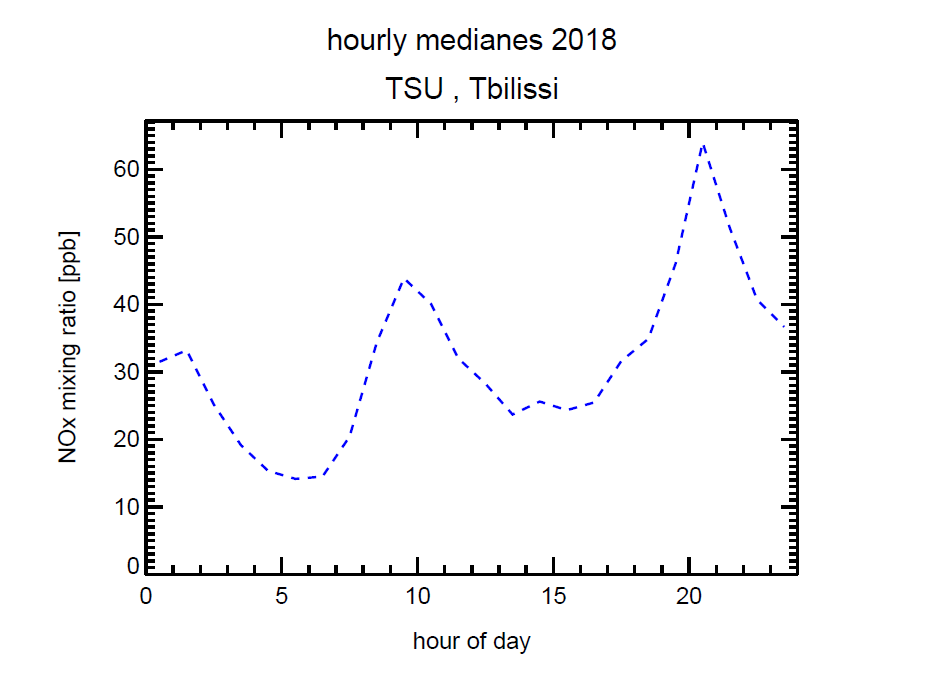 hourly medianes 2018
TSU , Tbilissi
NOx mixing ratio [ppb]
60
50
40
30
20
10
0
0 5 10 15 20
hour of day